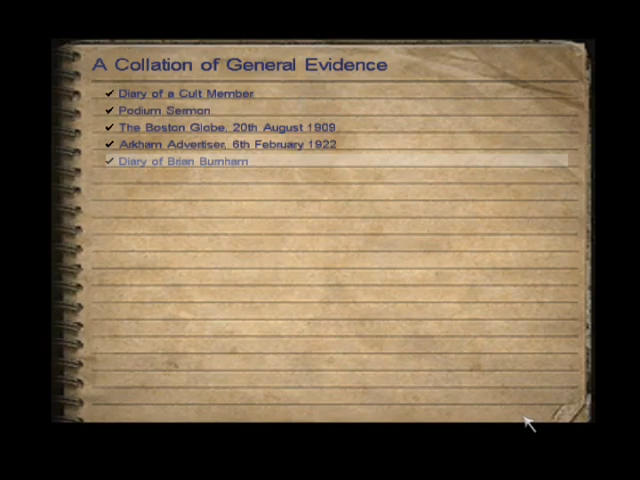 A Collation of General Evidence
Diary of a Cult Member
Podium Sermon
The Boston Globe, 20th August 1909
Arkham Advertiser, 6th February 1922
Diary of Brian Burnham